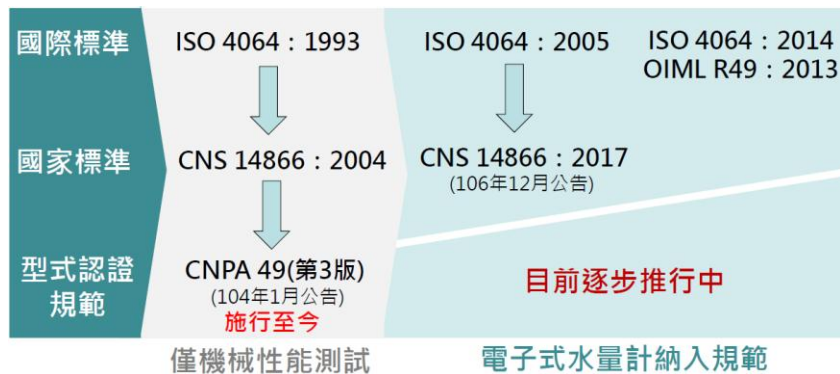 國際標準
ISO 4064：1993
ISO 4064：2005
ISO 4064：2014
OIML R49：2013
國家標準
CNS 14866：2004
CNS 14866：2017
(106年12月公告)
型式認證
規範
CNPA 49(第3版)
(104年1月公告)
施行至今
目前逐步推行中
僅機械性能測試
電子式水量計納入規範